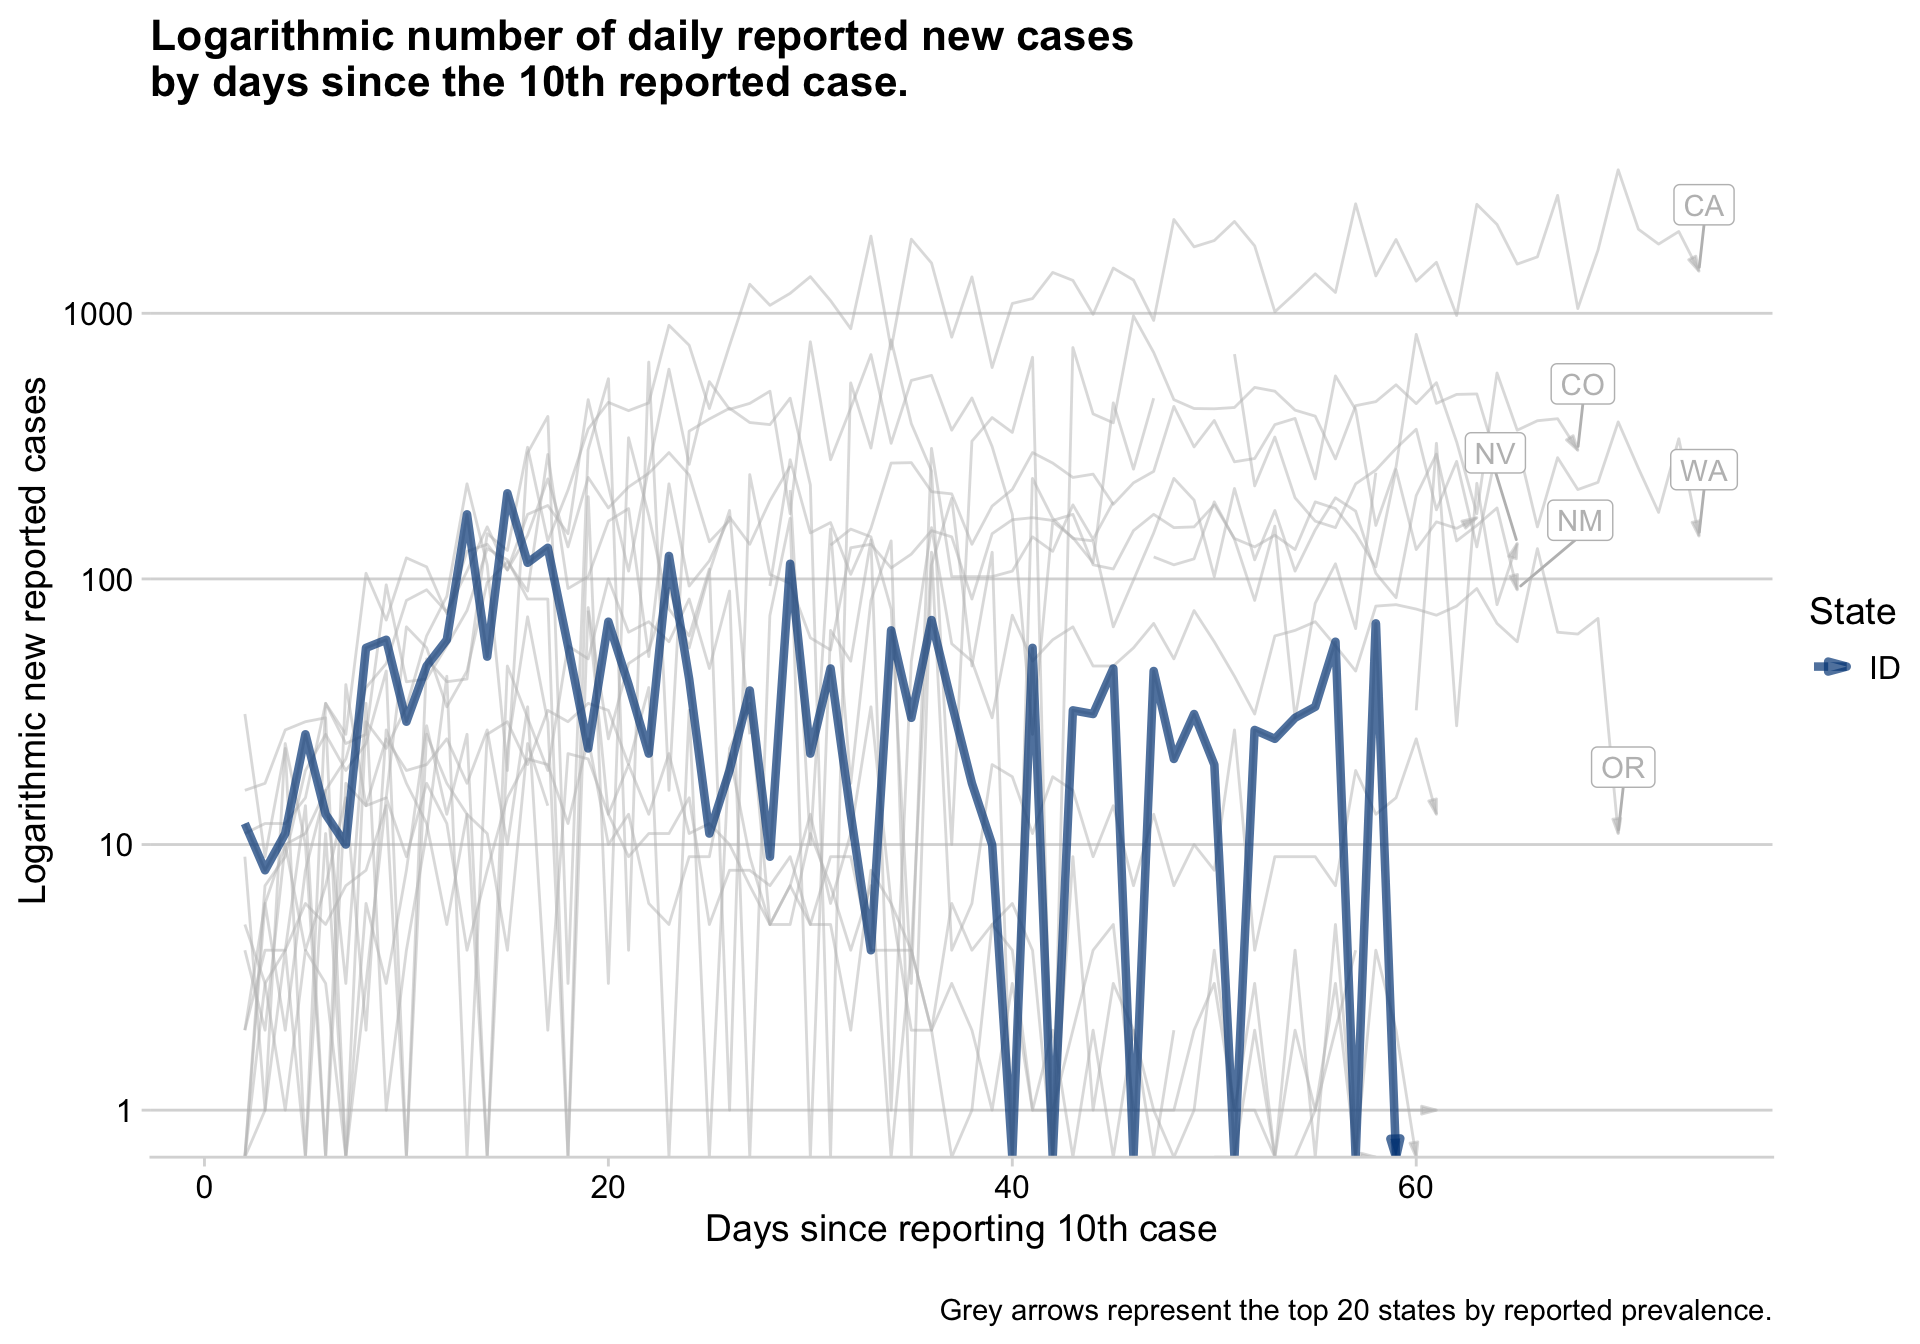 Logarithmic number of daily reported new cases
by days since the 10th reported case.
Logarithmic new reported cases
1000
100
10
1
CA
CO
NV
WA
NM
OR
State
ID
0
20
40
60
Days since reporting 10th case
Grey arrows represent the top 20 states by reported prevalence.